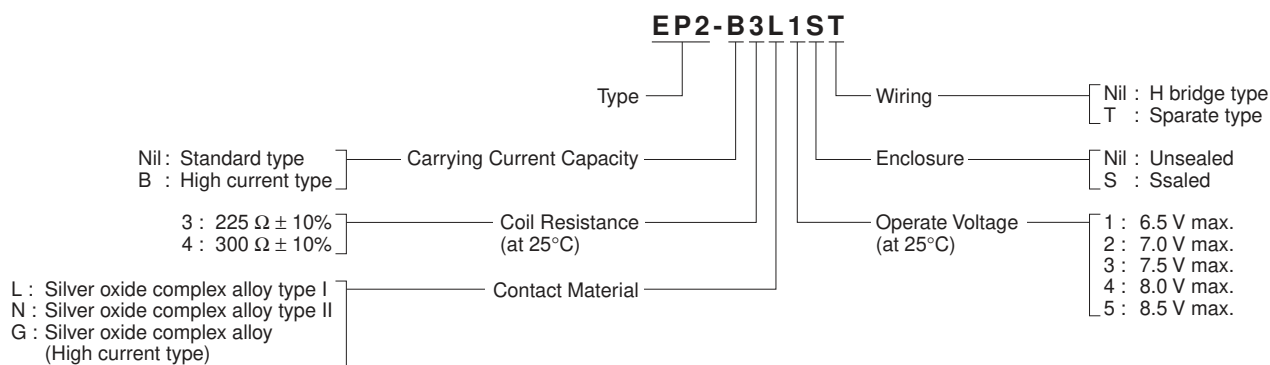 EP2-B3L1ST
Type
Wiring
Nil : H bridge type
T : Sparate type
Nil : Standard type
B : High current type
Carrying Current Capacity
Enclosure
Nil : Unsealed
S : Ssaled
3 : 225 Ω ± 10%
4 : 300 Ω ± 10%
Coil Resistance
(at 25°C)
Operate Voltage
(at 25°C)
1 : 6.5 V max.
2 : 7.0 V max.
3 : 7.5 V max.
4 : 8.0 V max.
5 : 8.5 V max.
L : Silver oxide complex alloy type I
N : Silver oxide complex alloy type II
G : Silver oxide complex alloy
(High current type)
Contact Material